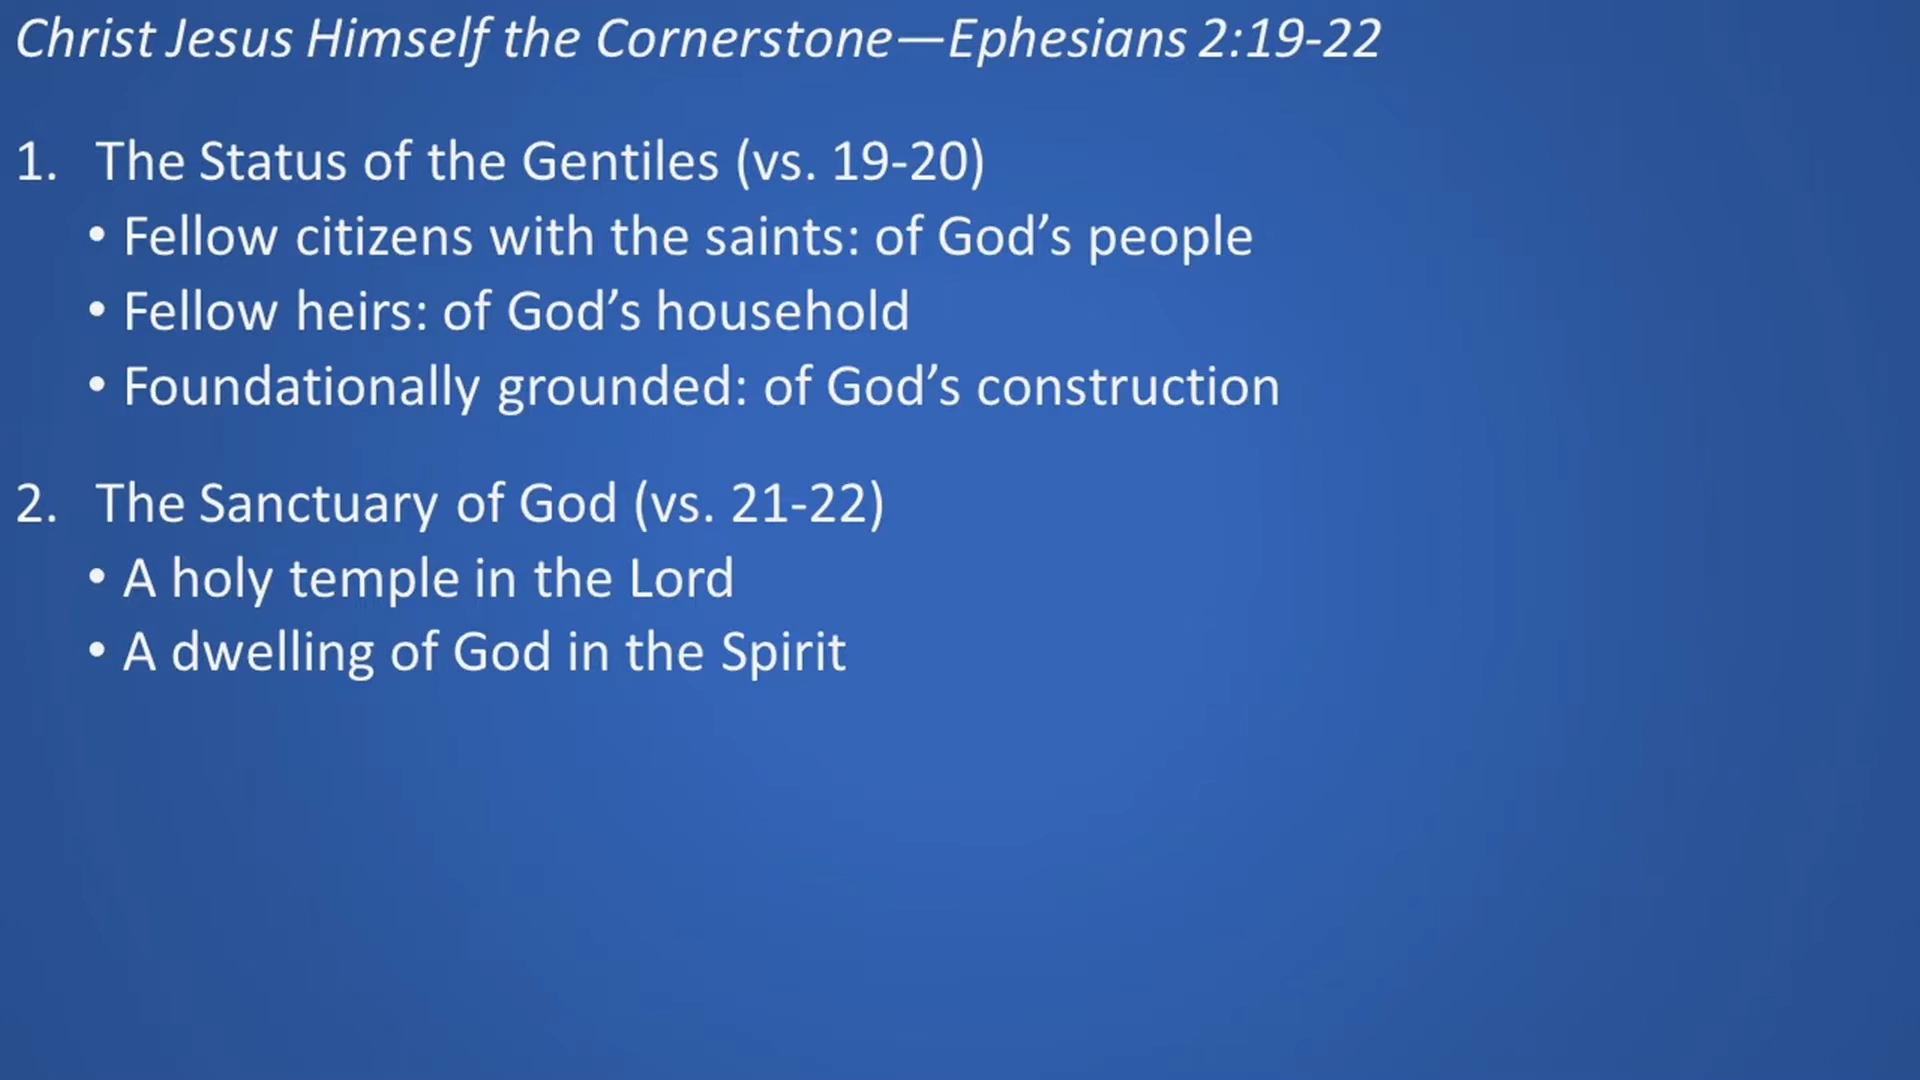 Christ Jesus Himself the Cornerstone—Ephesians 2:19-22
1. The Status of the Gentiles (vs. 19-20)
• Fellow citizens with the saints: of God’s people
• Fellow heirs: of God’s household
• Foundationally grounded: of God’s construction
2. The Sanctuary of God (vs. 21-22)
• A holy temple in the Lord
• A dwelling of God in the Spirit